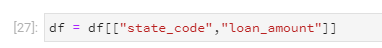 [27]: df = df[["state_code","loan_amount"]]